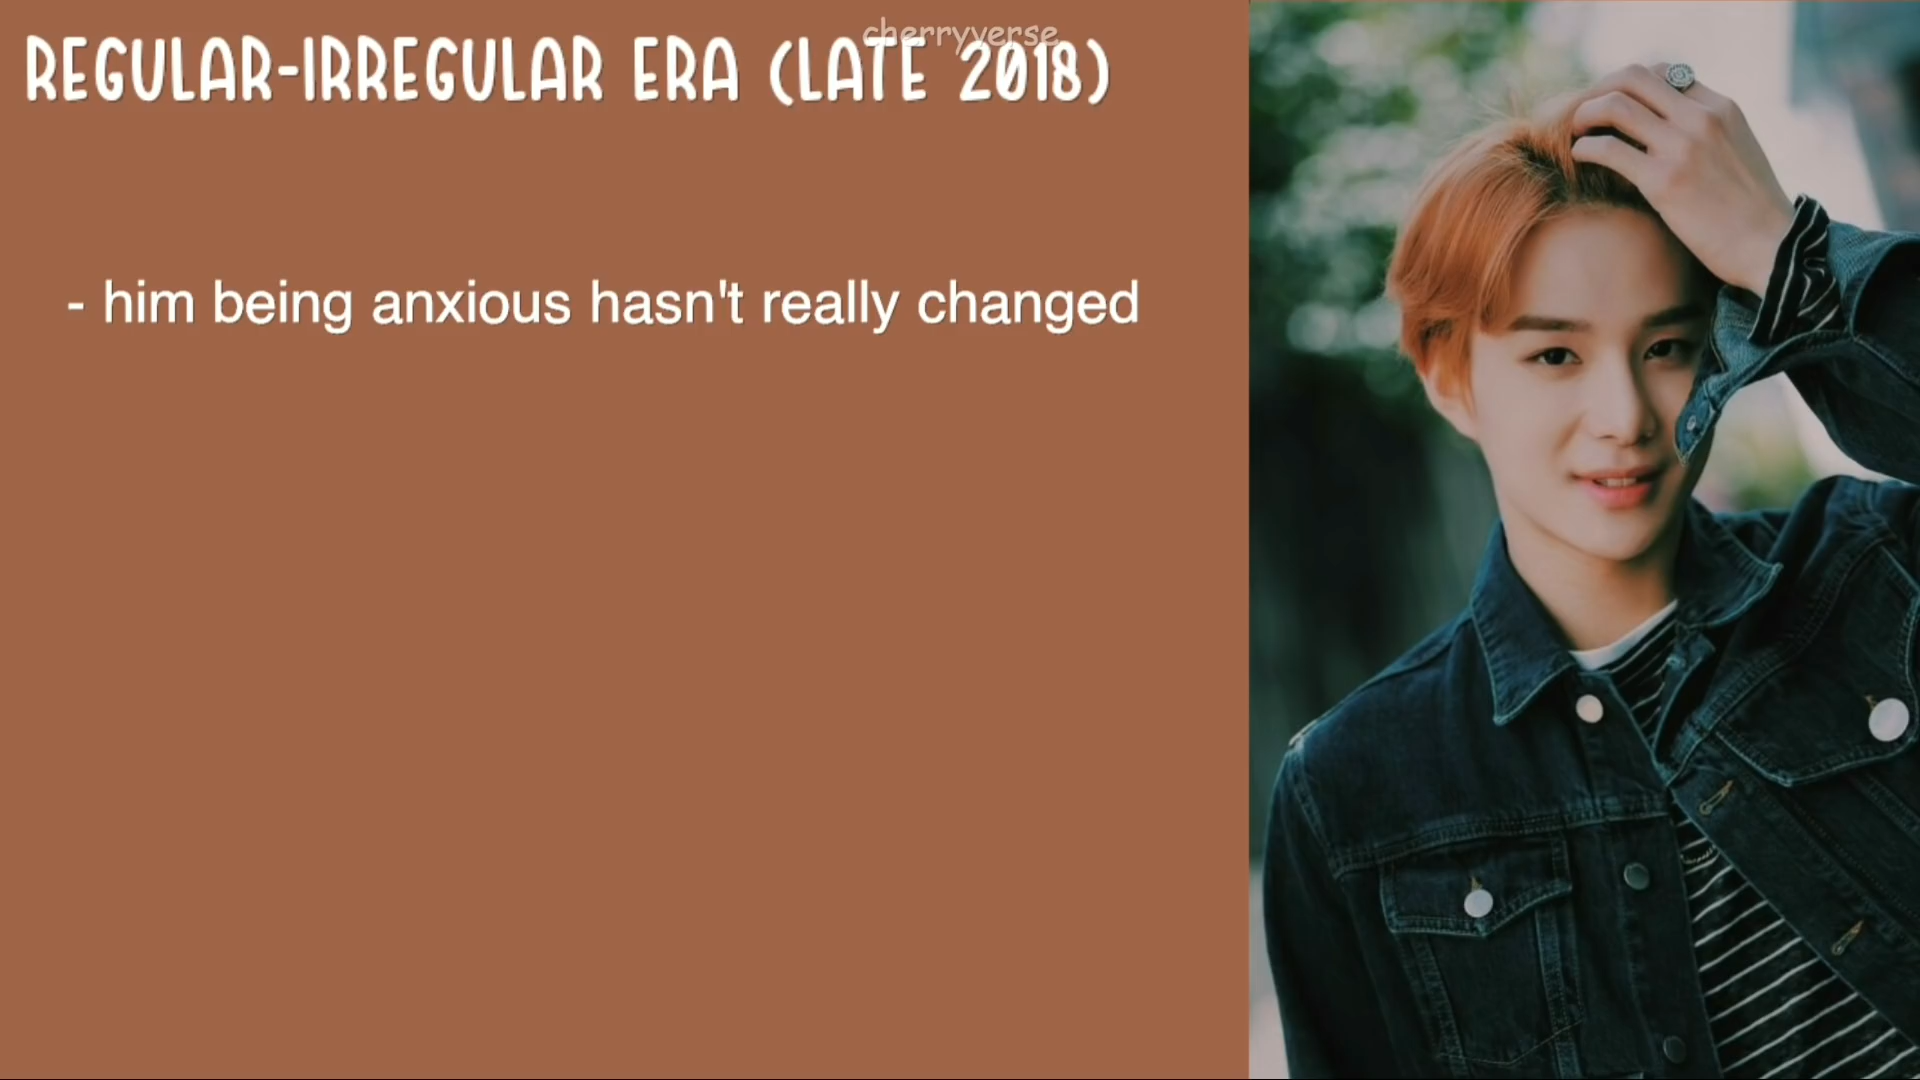 cherryverse
REGULAR-IRREGULAR ERA (LATE 2018)
- him being anxious hasn't really changed